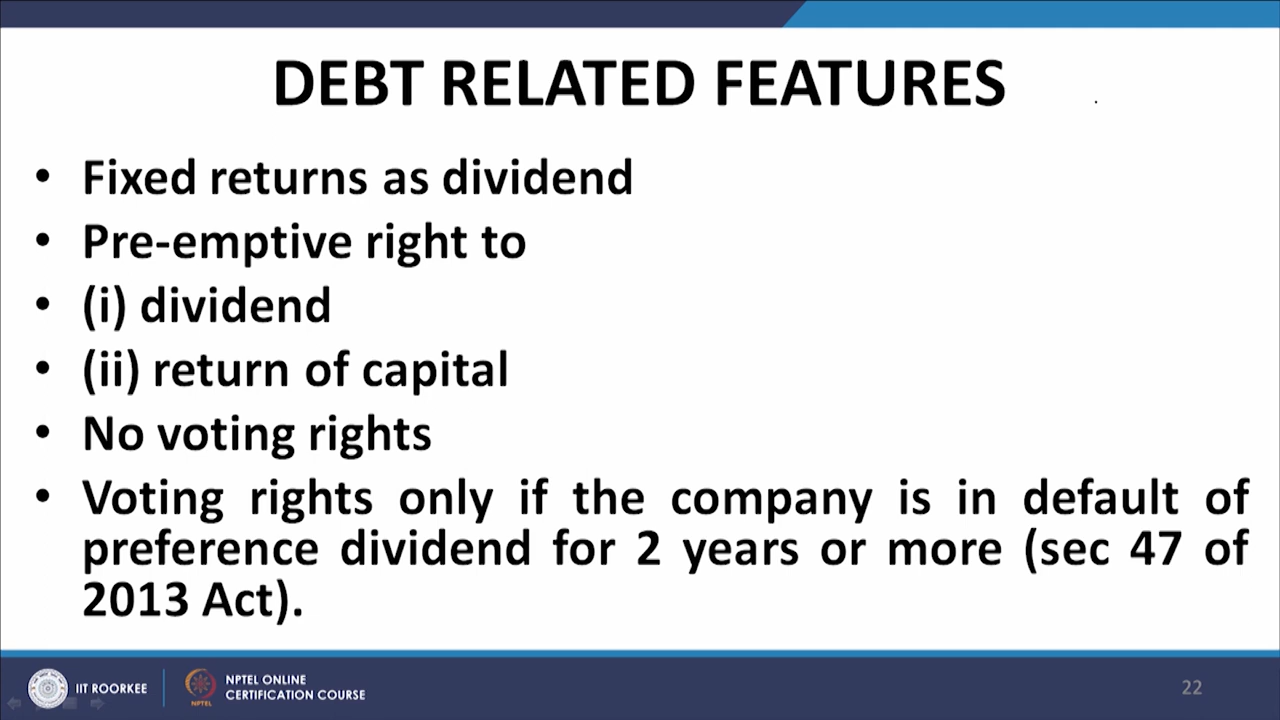 DEBT RELATED FEATURES
• Fixed returns as dividend
• Pre-emptive right to
• (i) dividend
• (ii) return of capital
• No voting rights
• Voting rights only if the company is in default of
preference dividend for 2 years or more (sec 47 of
2013 Act).
IIT ROORKEE
NPTEL
NPTEL ONLINE
CERTIFICATION COURSE
22